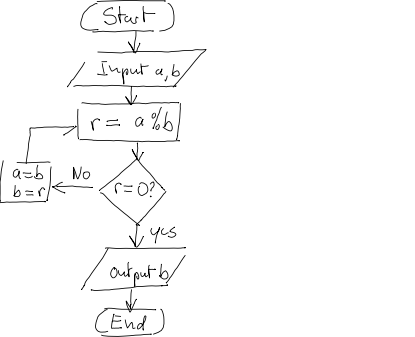 Start
Input a,b
r = a%b
r=0?
No
a=b
b=r
yes
output b
End